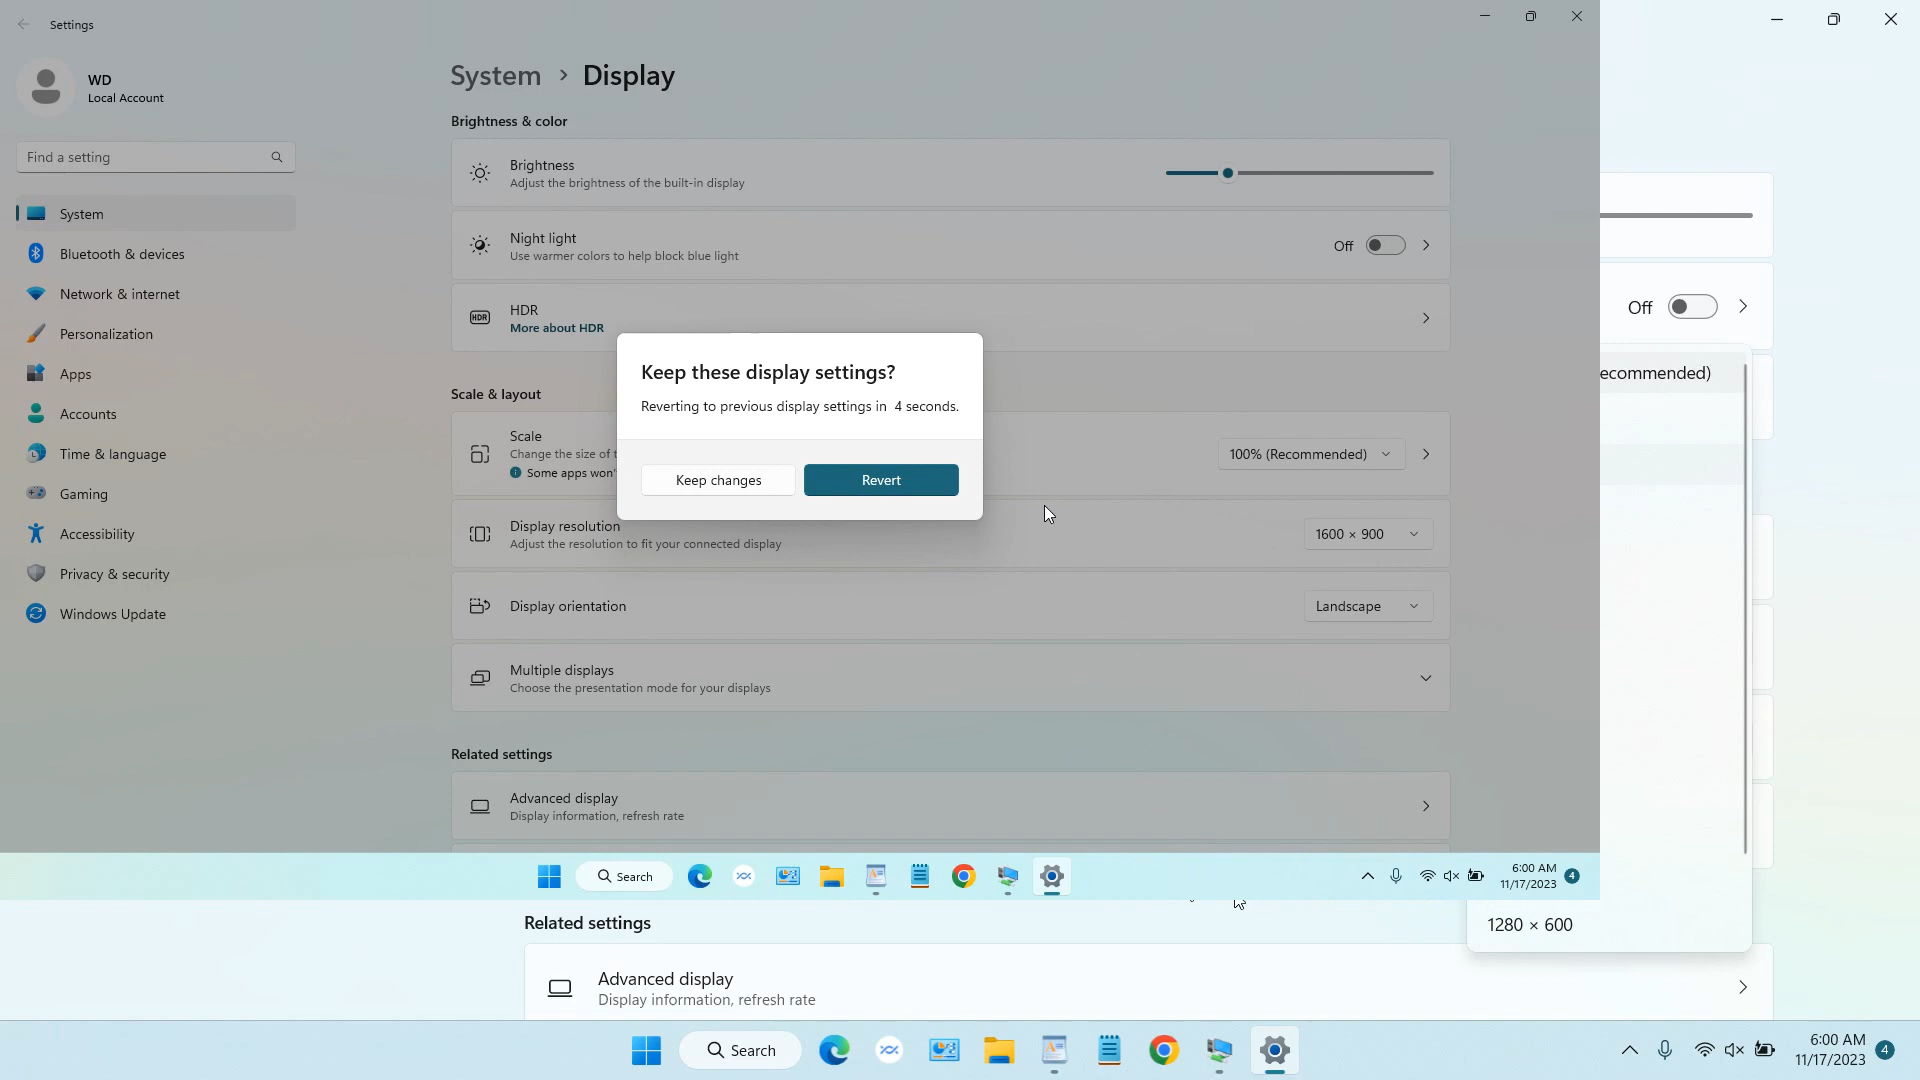 Settings
WD
Local Account
Find a setting
System
Bluetooth & devices
Network & internet
Personalization
Apps
Accounts
Time & language
Gaming
Accessibility
Privacy & security
Windows Update
System > Display
Brightness & color
Brightness
Adjust the brightness of the built-in display
Night light
Use warmer colors to help block blue light
Off
HDR
HDR
More about HDR
Keep these display settings?
Reverting to previous display settings in 4 seconds.
Keep changes
Revert
Scale & layout
Scale
Change the size of
Some apps won'
100% (Recommended)
Display resolution
Adjust the resolution to fit your connected display
1600 × 900
Display orientation
Landscape
Multiple displays
Choose the presentation mode for your displays
Related settings
Advanced display
Display information, refresh rate
Search
6:00 AM
11/17/2023
4
Off
ecommended)
1280 × 600
Related settings
Advanced display
Display information, refresh rate
Search
6:00 AM
11/17/2023
4